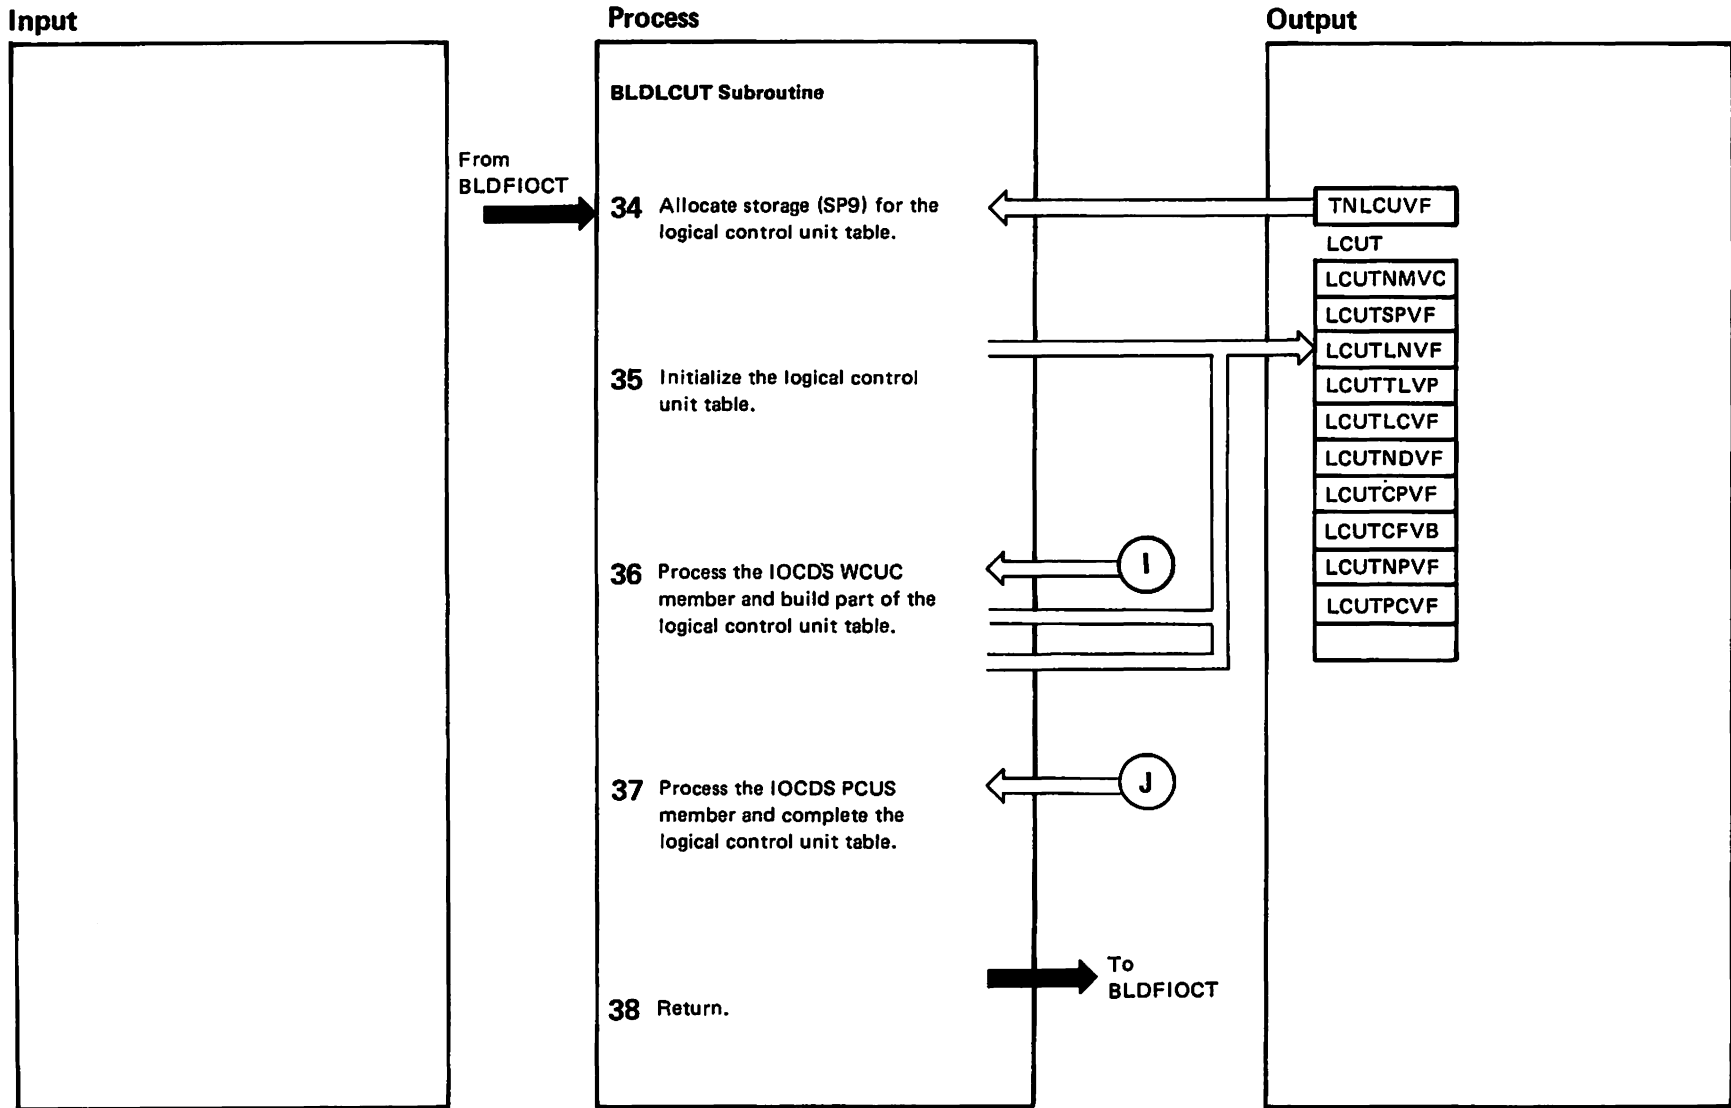 Input
Process
Output
BLDLCUT Subroutine
From
BLDFIOCT
34 Allocate storage (SP9) for the
logical control unit table.
TNLCUVF
LCUT
LCUTNMVC
LCUTSPVF
LCUTLNVF
LCUTTLVP
LCUTLCVF
LCUTNDVF
LCUTCPVF
LCUTCFVB
LCUTNPVF
LCUTPCVF
35 Initialize the logical control
unit table.
36 Process the IOCDS WCUC
member and build part of the
logical control unit table.
I
37 Process the IOCDS PCUS
member and complete the
logical control unit table.
J
To
BLDFIOCT
38 Return.